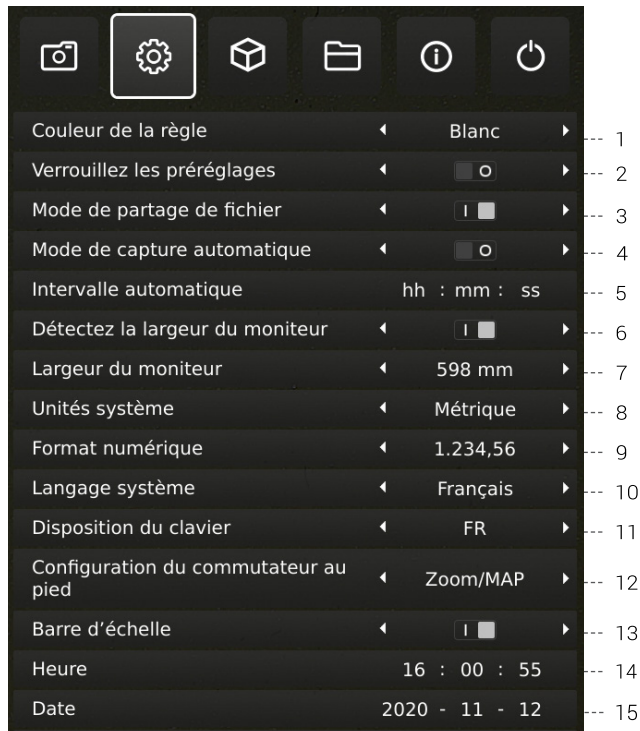 Couleur de la règle Blanc --- 1
Verrouillez les préréglages O --- 2
Mode de partage de fichier I --- 3
Mode de capture automatique O --- 4
Intervalle automatique hh : mm : ss --- 5
Détectez la largeur du moniteur I --- 6
Largeur du moniteur 598 mm --- 7
Unités système Métrique --- 8
Format numérique 1.234,56 --- 9
Langage système Français --- 10
Disposition du clavier FR --- 11
Configuration du commutateur au
pied Zoom/MAP --- 12
Barre d’échelle I --- 13
Heure 16 : 00 : 55 --- 14
Date 2020 - 11 - 12 --- 15